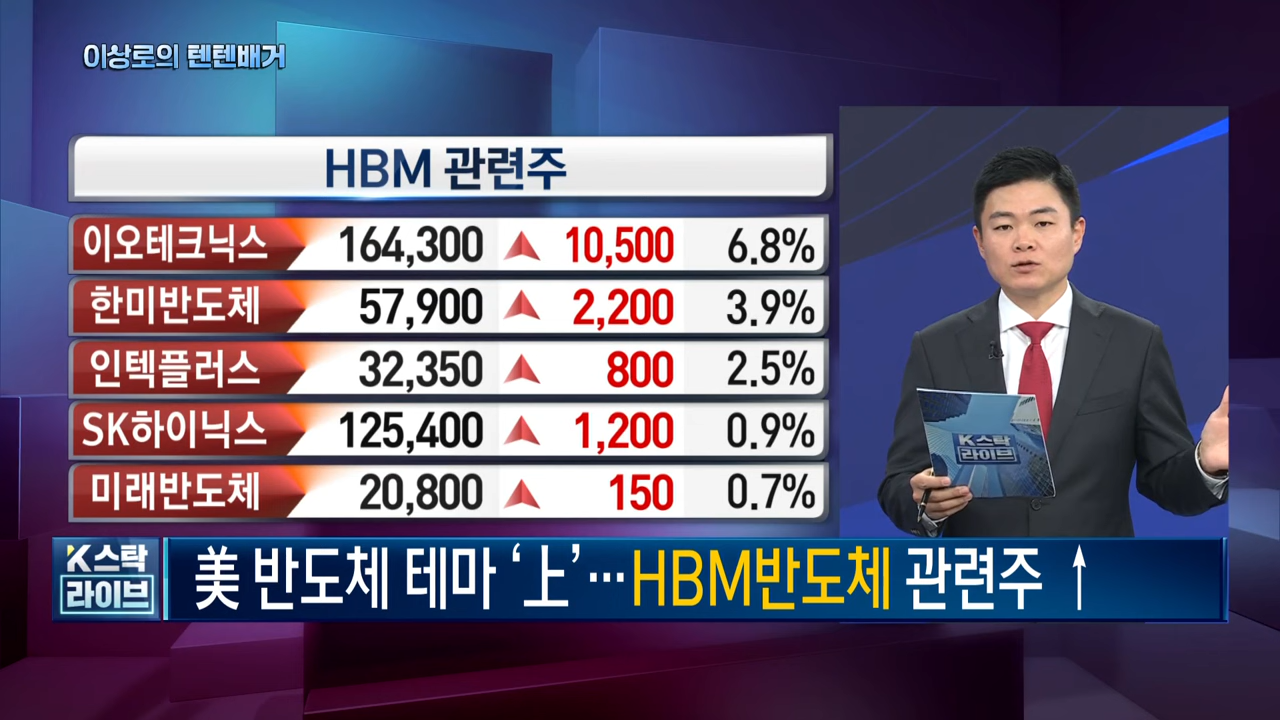 이상로의 텐텐배거
HBM 관련주
이오테크닉스 164,300 ▲ 10,500 6.8%
한미반도체 57,900 ▲ 2,200 3.9%
인텍플러스 32,350 ▲ 800 2.5%
SK하이닉스 125,400 ▲ 1,200 0.9%
미래반도체 20,800 ▲ 150 0.7%
K스탁
라이브
K스탁
라이브
美 반도체 테마 ‘上’…HBM반도체 관련주 ↑